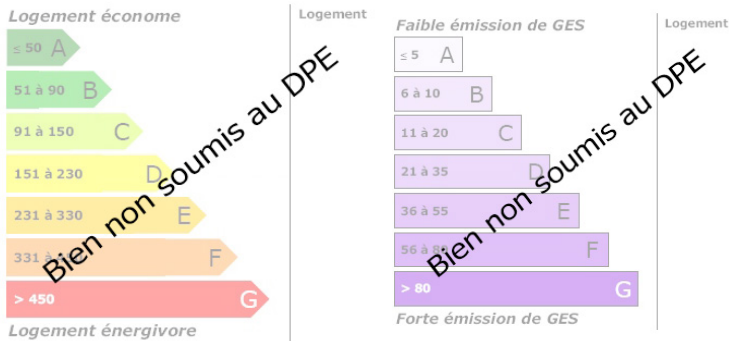 Logement économe
Logement
≤ 50 A
51 à 90 B
91 à 150 C
151 à 230 D
231 à 330 E
331 à F
> 450 G
Logement énergivore
Bien non soumis au DPE
Faible émission de GES
Logement
≤ 5 A
6 à 10 B
11 à 20 C
21 à 35 D
36 à 55 E
56 à 80 F
> 80 G
Forte émission de GES
Bien non soumis au DPE